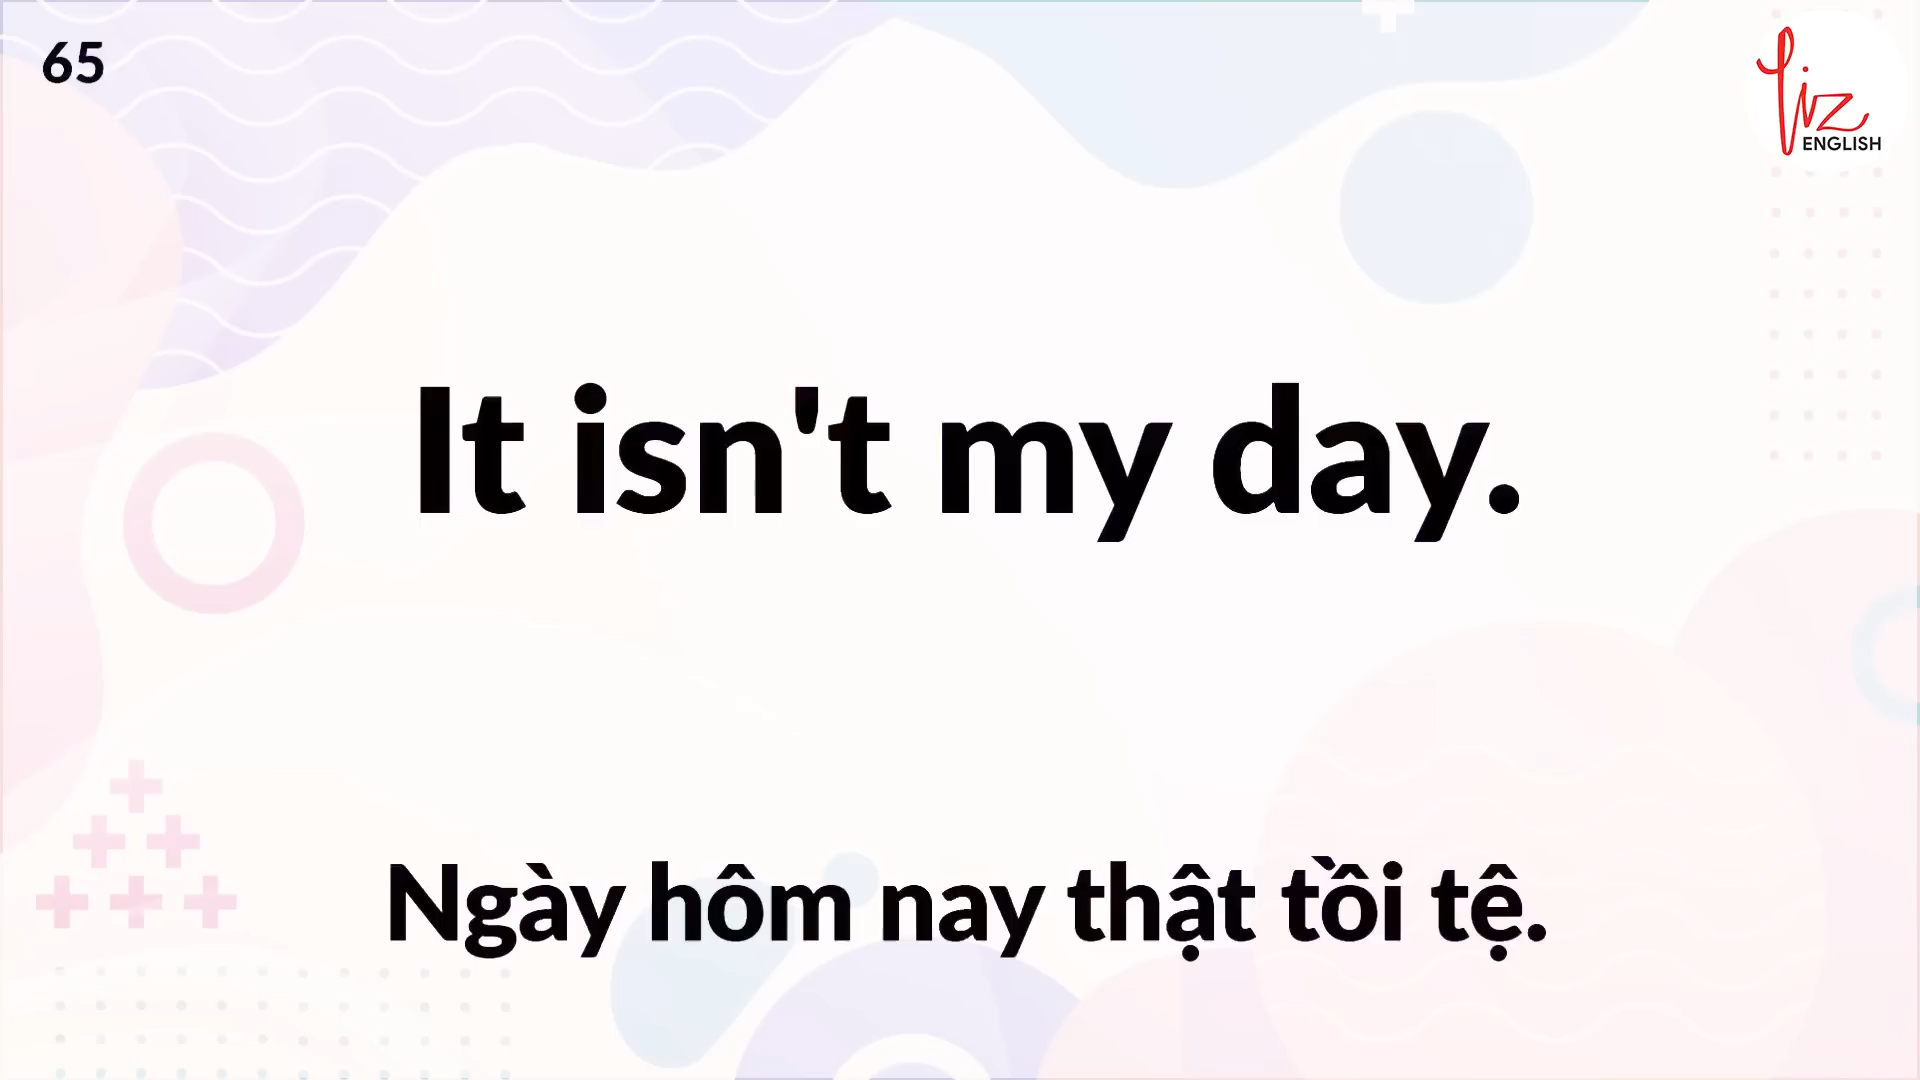 65
Liz
ENGLISH
It isn't my day.
Ngày hôm nay thật tồi tệ.